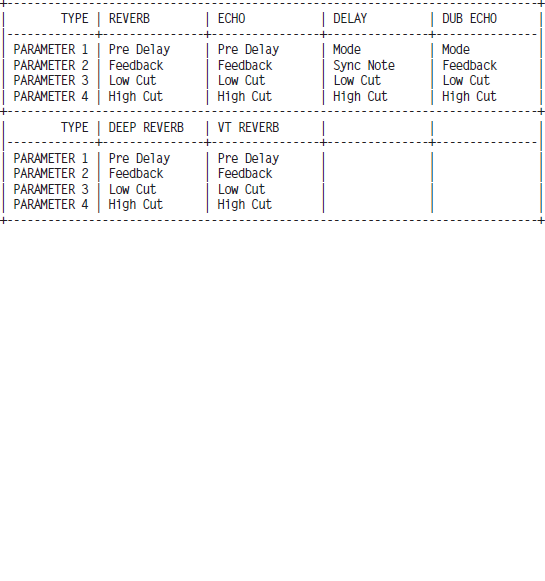 +-------------+---------------+----------------+---------------+---------------+
|        TYPE | REVERB        | ECHO           | DELAY         | DUB ECHO      |
|-------------+---------------+----------------+---------------+---------------|
| PARAMETER 1 | Pre Delay     | Pre Delay      | Mode          | Mode          |
| PARAMETER 2 | Feedback      | Feedback       | Sync Note     | Feedback      |
| PARAMETER 3 | Low Cut       | Low Cut        | Low Cut       | Low Cut       |
| PARAMETER 4 | High Cut      | High Cut       | High Cut      | High Cut      |
+-------------+---------------+----------------+---------------+---------------+
|        TYPE | DEEP REVERB   | VT REVERB      |               |               |
|-------------+---------------+----------------+---------------+---------------|
| PARAMETER 1 | Pre Delay     | Pre Delay      |               |               |
| PARAMETER 2 | Feedback      | Feedback       |               |               |
| PARAMETER 3 | Low Cut       | Low Cut        |               |               |
| PARAMETER 4 | High Cut      | High Cut       |               |               |
+-------------+---------------+----------------+---------------+---------------+